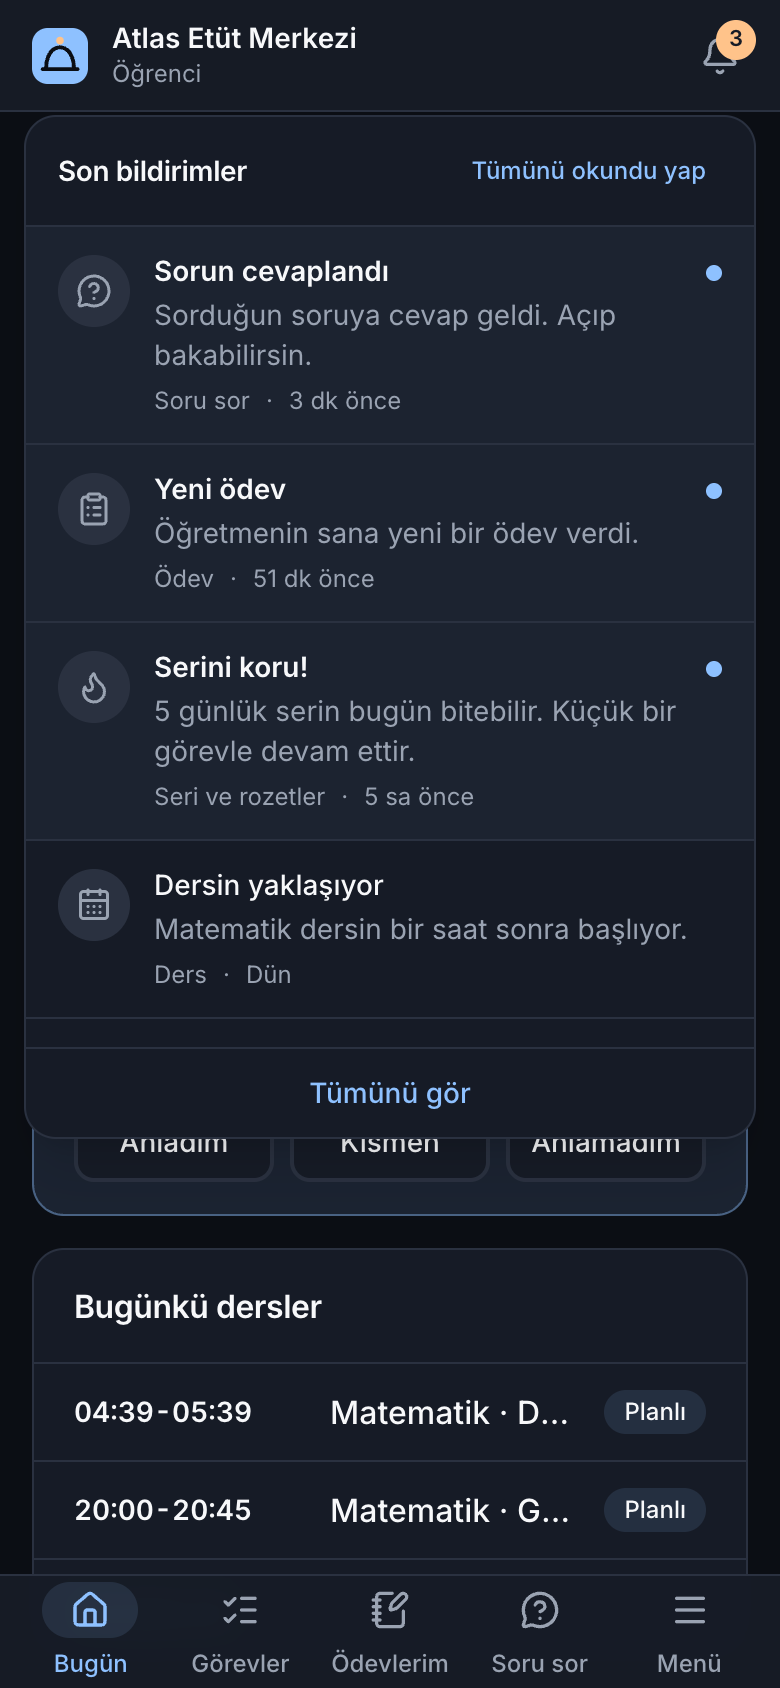 Atlas Etüt Merkezi
Öğrenci
3
Son bildirimler
Tümünü okundu yap
Sorun cevaplandı
Sorduğun soruya cevap geldi. Açıp
bakabilirsin.
Soru sor · 3 dk önce
Yeni ödev
Öğretmenin sana yeni bir ödev verdi.
Ödev · 51 dk önce
Serini koru!
5 günlük serin bugün bitebilir. Küçük bir
görevle devam ettir.
Seri ve rozetler · 5 sa önce
Dersin yaklaşıyor
Matematik dersin bir saat sonra başlıyor.
Ders · Dün
Tümünü gör
Anladım Kısmen Anlamadım
Bugünkü dersler
04:39-05:39 Matematik · D... Planlı
20:00-20:45 Matematik · G... Planlı
Bugün Görevler Ödevlerim Soru sor Menü